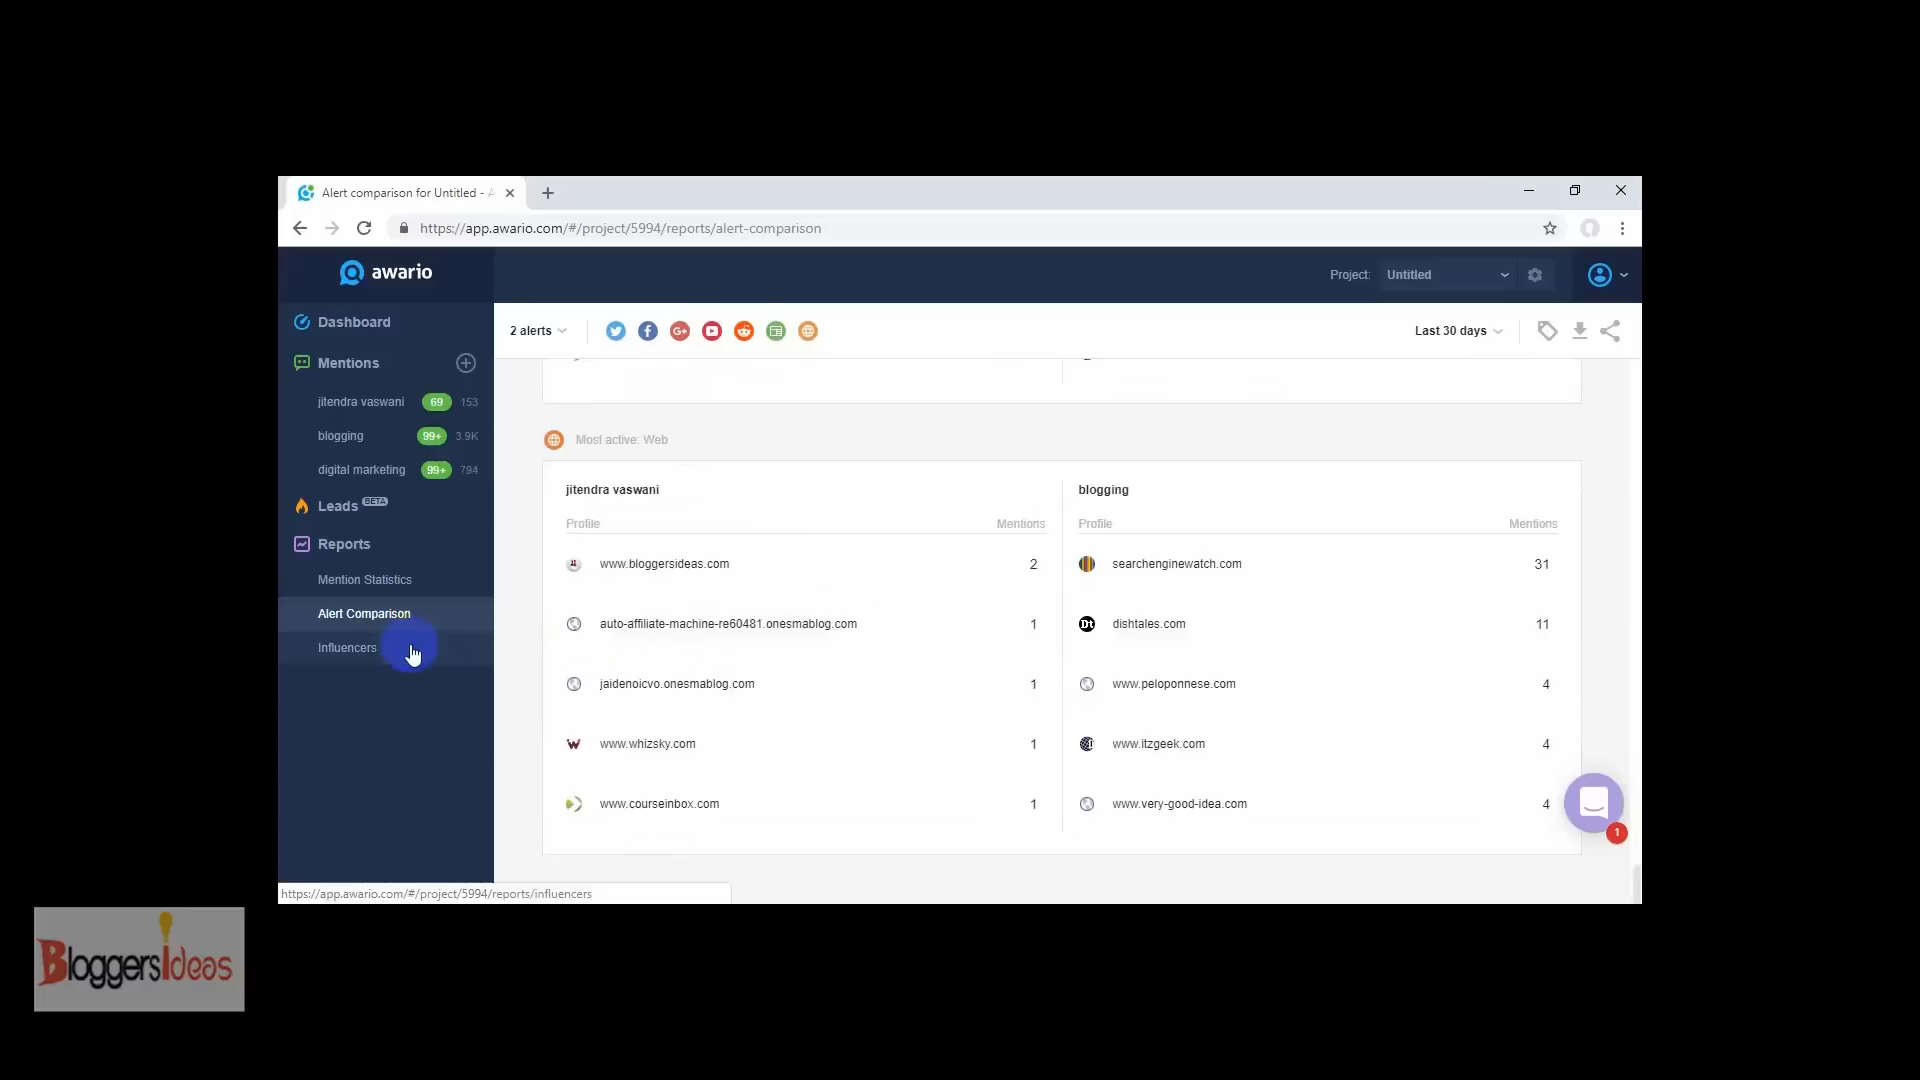 Alert comparison for Untitled - A
https://app.awario.com/#/project/5994/reports/alert-comparison
awario
Project: Untitled
Dashboard
2 alerts
Last 30 days
Mentions
jitendra vaswani 69 153
blogging 99+ 3.9K
digital marketing 99+ 794
Leads BETA
Reports
Mention Statistics
Alert Comparison
Influencers
Most active: Web
jitendra vaswani
Profile Mentions
www.bloggersideas.com 2
auto-affiliate-machine-re60481.onesmablog.com 1
jaidenoicvo.onesmablog.com 1
www.whizsky.com 1
www.courseinbox.com 1
blogging
Profile Mentions
searchenginewatch.com 31
Dt dishtales.com 11
www.peloponnese.com 4
www.itzgeek.com 4
www.very-good-idea.com 4
1
https://app.awario.com/#/project/5994/reports/influencers
BloggersIdeas